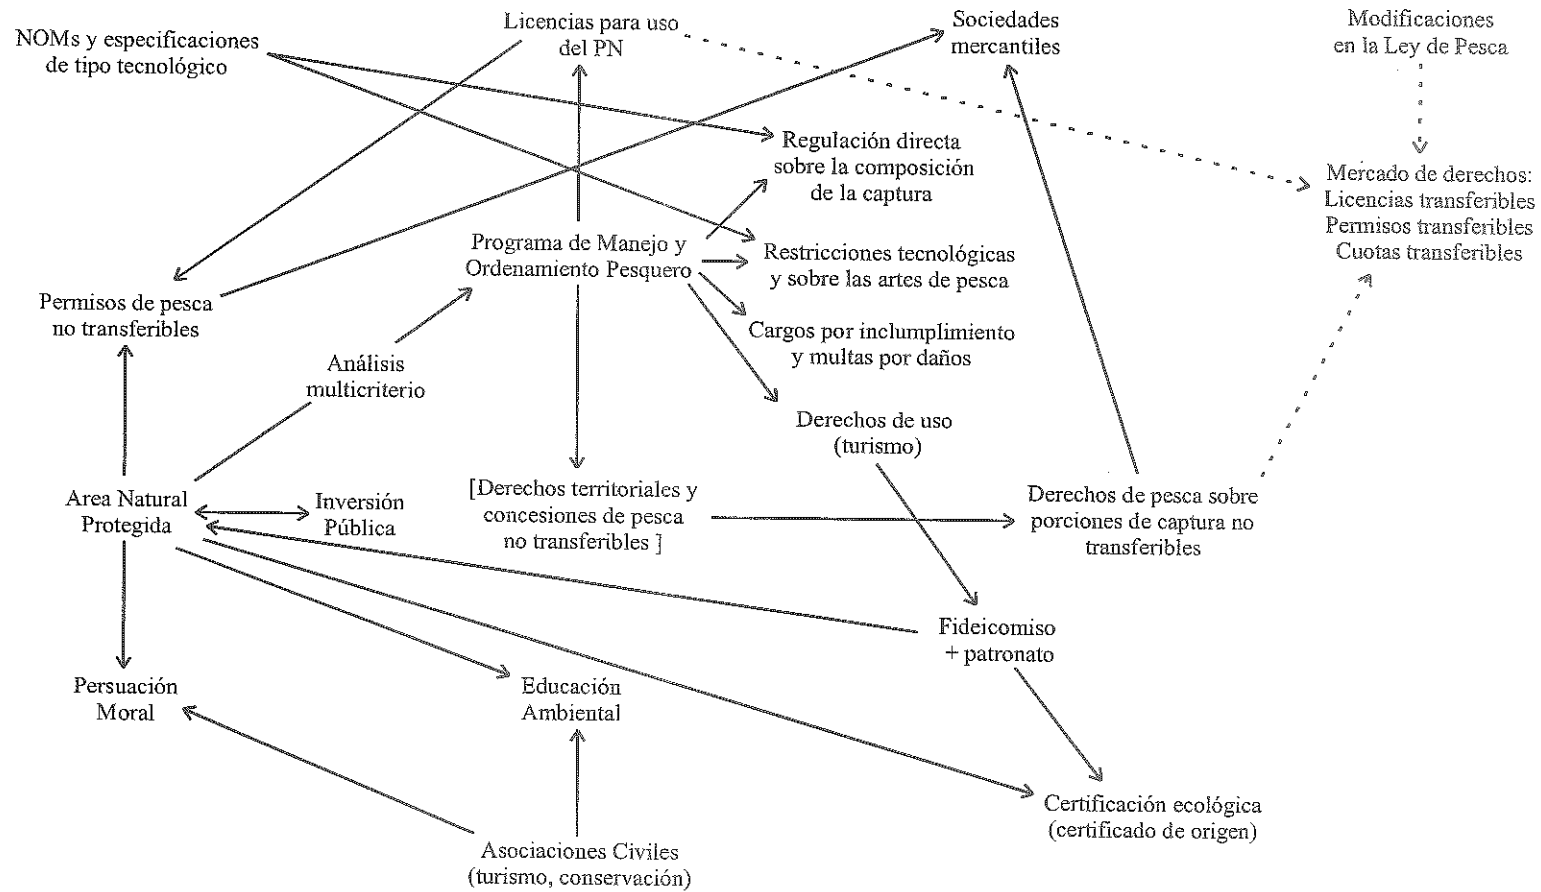 NOMs y especificaciones
de tipo tecnológico
Licencias para uso
del PN
Sociedades
mercantiles
Modificaciones
en la Ley de Pesca
Regulación directa
sobre la composición
de la captura
Mercado de derechos:
Licencias transferibles
Permisos transferibles
Cuotas transferibles
Programa de Manejo y
Ordenamiento Pesquero
Restricciones tecnológicas
y sobre las artes de pesca
Permisos de pesca
no transferibles
Cargos por inclumplimiento
y multas por daños
Análisis
multicriterio
Derechos de uso
(turismo)
Area Natural
Protegida
Inversión
Pública
[Derechos territoriales y
concesiones de pesca
no transferibles ]
Derechos de pesca sobre
porciones de captura no
transferibles
Fideicomiso
+ patronato
Persuación
Moral
Educación
Ambiental
Certificación ecológica
(certificado de origen)
Asociaciones Civiles
(turismo, conservación)